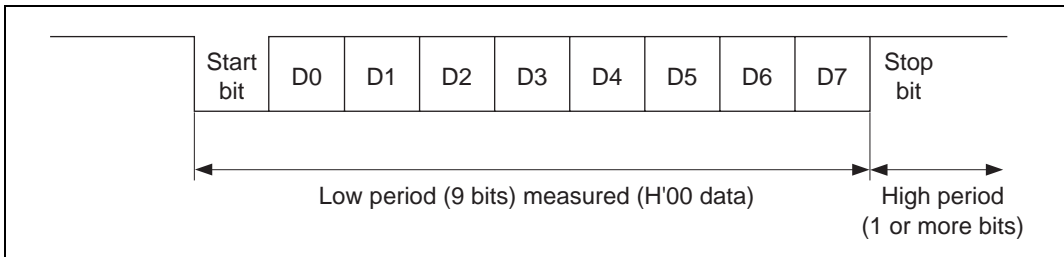 Start
bit
D0
D1
D2
D3
D4
D5
D6
D7
Stop
bit
Low period (9 bits) measured (H'00 data)
High period
(1 or more bits)